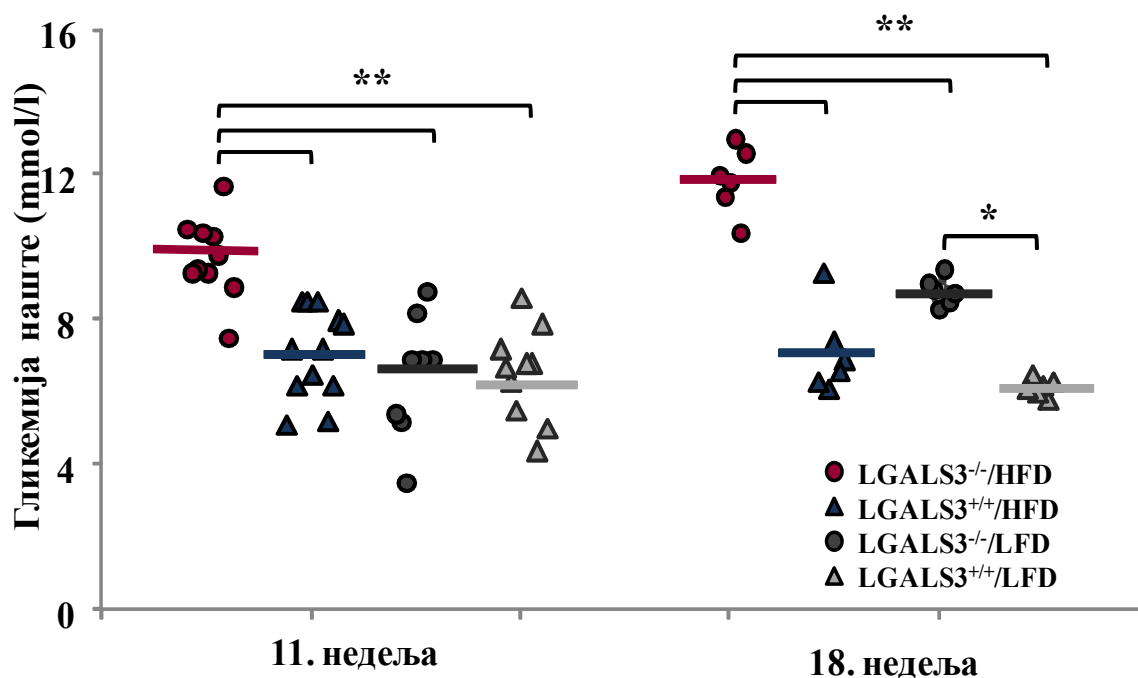 Гликемија наште (mmol/l)
16
12
8
4
0
**
**
*
LGALS3-/-/HFD
LGALS3+/+/HFD
LGALS3-/-/LFD
LGALS3+/+/LFD
11. недеља
18. недеља